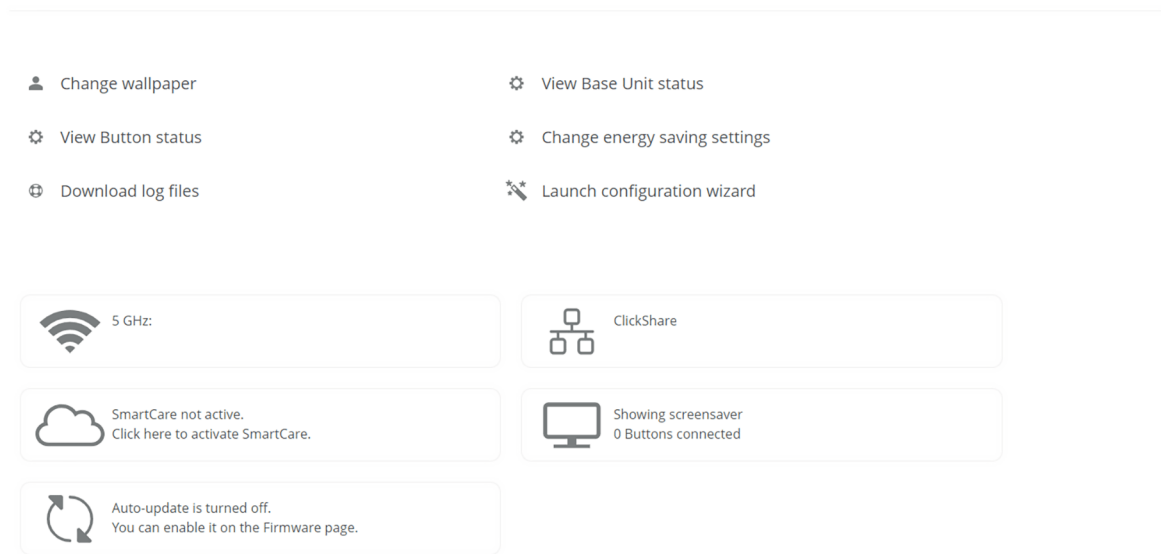 Change wallpaper
View Base Unit status
View Button status
Change energy saving settings
Download log files
Launch configuration wizard
5 GHz:
ClickShare
SmartCare not active.
Click here to activate SmartCare.
Showing screensaver
0 Buttons connected
Auto-update is turned off.
You can enable it on the Firmware page.